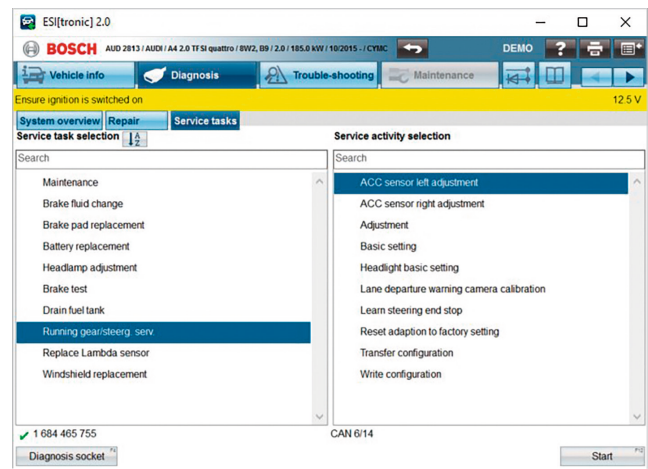 ESI[tronic] 2.0
BOSCH AUD 2813 / AUDI / A4 2.0 TFSI quattro / 8W2, B9 / 2.0 / 185.0 kW / 10/2015 - / CYMC DEMO ?
Vehicle info Diagnosis Trouble-shooting Maintenance
Ensure ignition is switched on 12.5 V
System overview Repair Service tasks
Service task selection A Z Service activity selection
Search Search
Maintenance ACC sensor left adjustment
Brake fluid change ACC sensor right adjustment
Brake pad replacement Adjustment
Battery replacement Basic setting
Headlamp adjustment Headlight basic setting
Brake test Lane departure warning camera calibration
Drain fuel tank Learn steering end stop
Running gear/steerg. serv. Reset adaption to factory setting
Replace Lambda sensor Transfer configuration
Windshield replacement Write configuration
1 684 465 755 CAN 6/14
Diagnosis socket Start